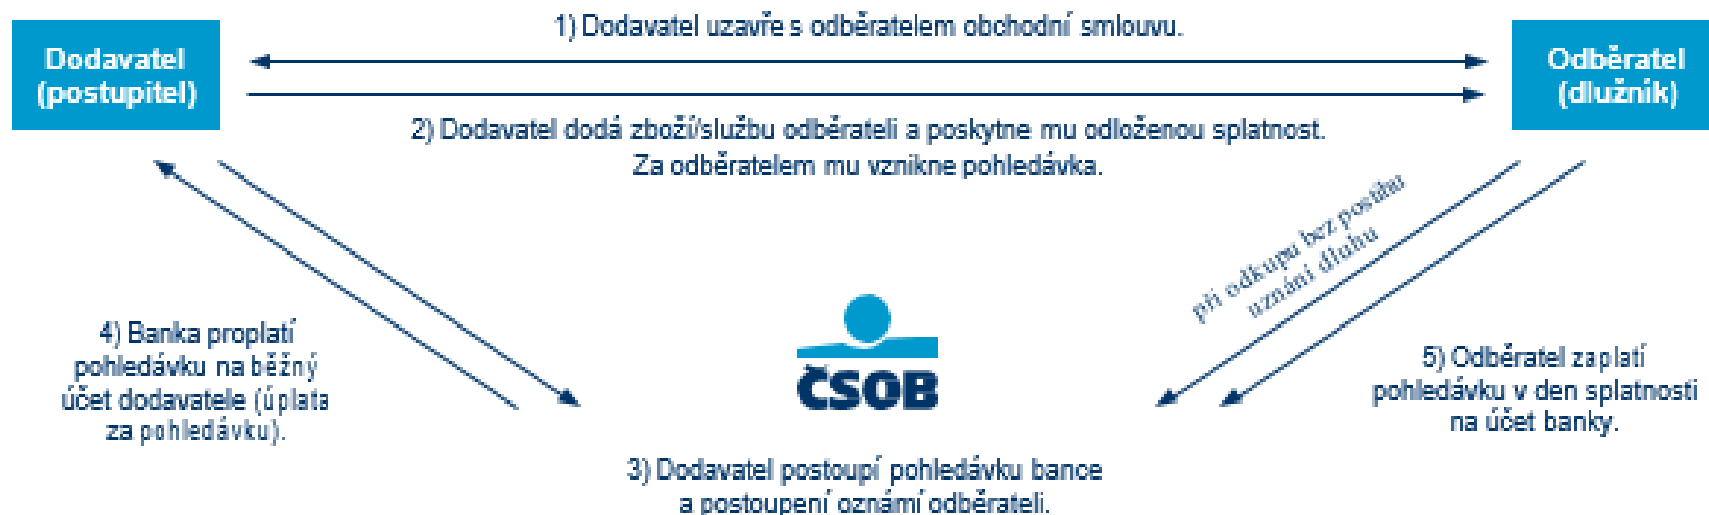 1) Dodavatel uzavře s odběratelem obchodní smlouvu.
Dodavatel
(postupitel)
Odběratel
(dlužník)
2) Dodavatel dodá zboží/službu odběrateli a poskytne mu odloženou splatnost.
Za odběratelem mu vznikne pohledávka.
při odkupu bez postihu
uznání dluhu
4) Banka proplatí
pohledávku na běžný
účet dodavatele (úplata
za pohledávku).
ČSOB
5) Odběratel zaplatí
pohledávku v den splatnosti
na účet banky.
3) Dodavatel postoupí pohledávku bance
a postoupení oznámí odběrateli.